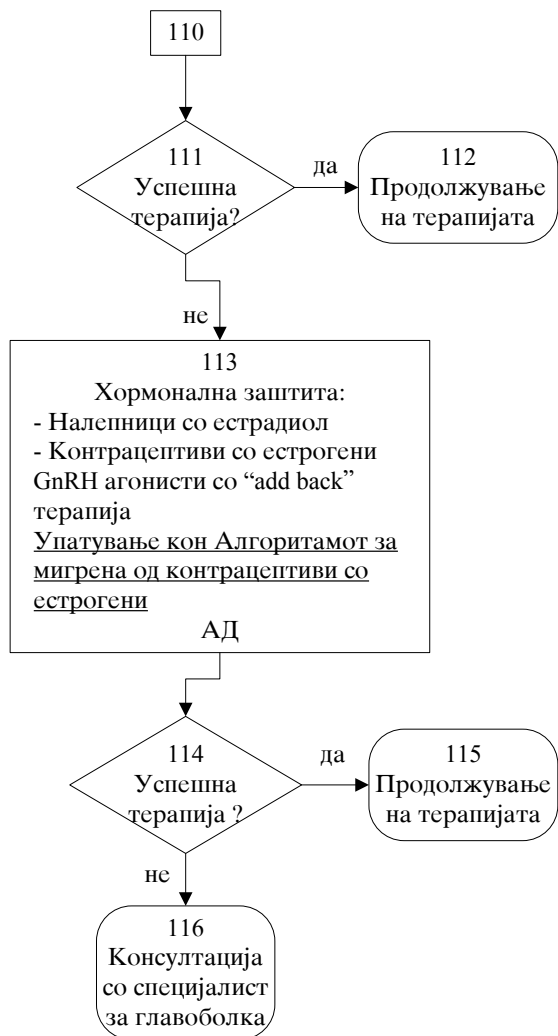 110
111
Успешна
терапија?
да
112
Продолжување
на терапијата
не
113
Хормонална заштита:
- Налепници со естрадиол
- Контрацептиви со естрогени
GnRH агонисти со “add back”
терапија
Упатување кон Алгоритамот за
мигрена од контрацептиви со
естрогени
АД
114
Успешна
терапија ?
да
115
Продолжување
на терапијата
не
116
Консултација
со специјалист
за главоболка